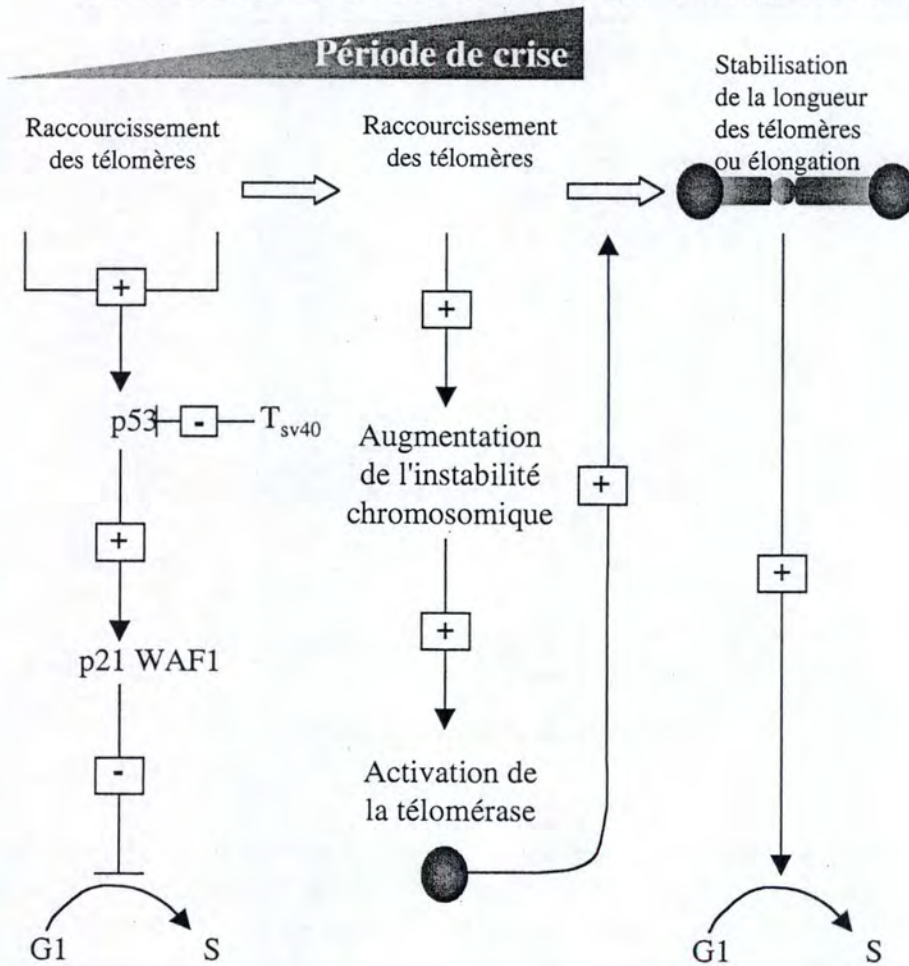 Période de crise
Raccourcissement
des télomères
Raccourcissement
des télomères
Stabilisation
de la longueur
des télomères
ou élongation
+
p53
-
T_sv40
+
p21 WAF1
-
G1
S
+
Augmentation
de l'instabilité
chromosomique
+
Activation de
la télomérase
+
+
G1
S